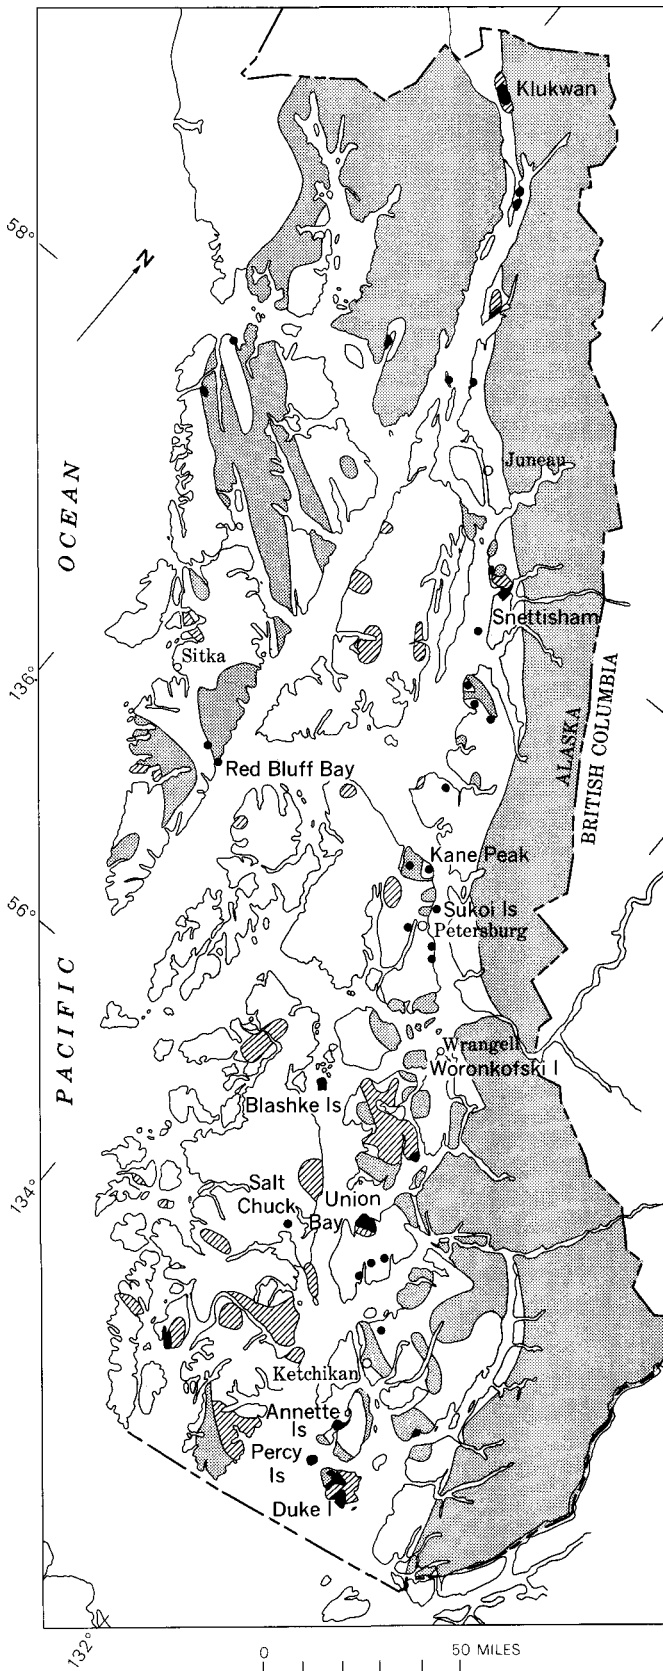 Klukwan
58°
N
Juneau
OCEAN
Snettisham
Sitka
136°
ALASKA
BRITISH COLUMBIA
Red Bluff Bay
Kane Peak
56°
Sukoi Is
Petersburg
PACIFIC
Wrangell
Woronkofski I
Blashke Is
134°
Salt
Chuck
Union
Bay
Ketchikan
Annette
Is
Percy
Is
Duke I
132°
0 50 MILES